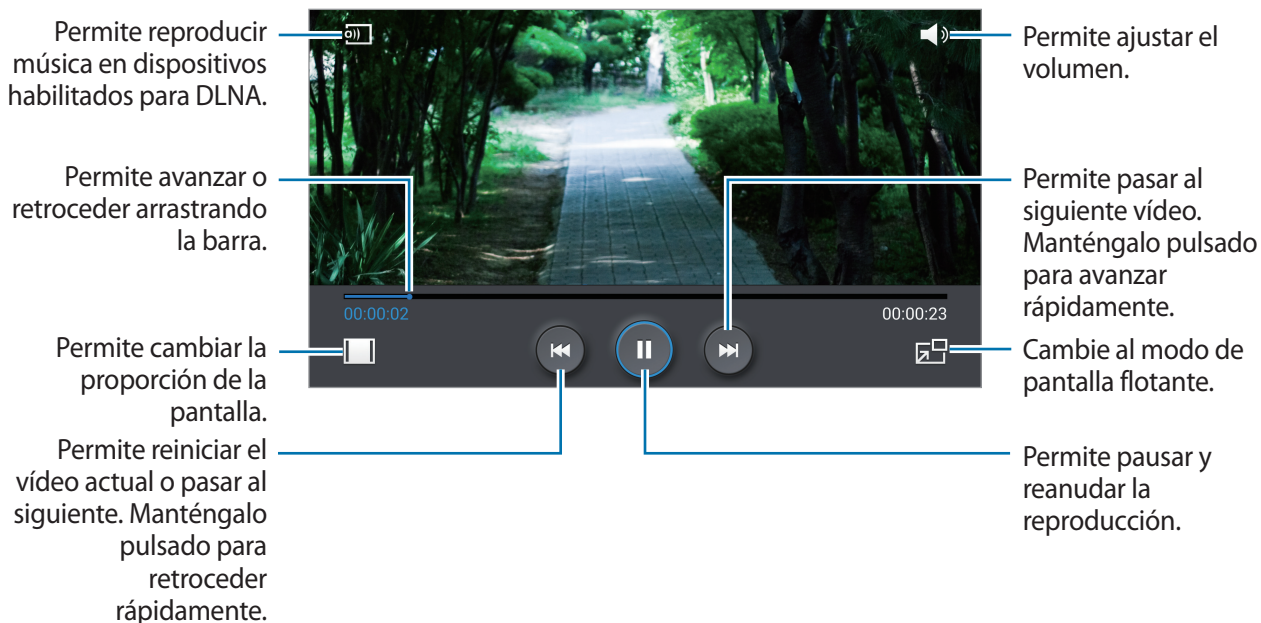 Permite reproducir
música en dispositivos
habilitados para DLNA.
Permite avanzar o
retroceder arrastrando
la barra.
Permite cambiar la
proporción de la
pantalla.
Permite reiniciar el
vídeo actual o pasar al
siguiente. Manténgalo
pulsado para
retroceder
rápidamente.
00:00:02
00:00:23
Permite ajustar el
volumen.
Permite pasar al
siguiente vídeo.
Manténgalo pulsado
para avanzar
rápidamente.
Cambie al modo de
pantalla flotante.
Permite pausar y
reanudar la
reproducción.